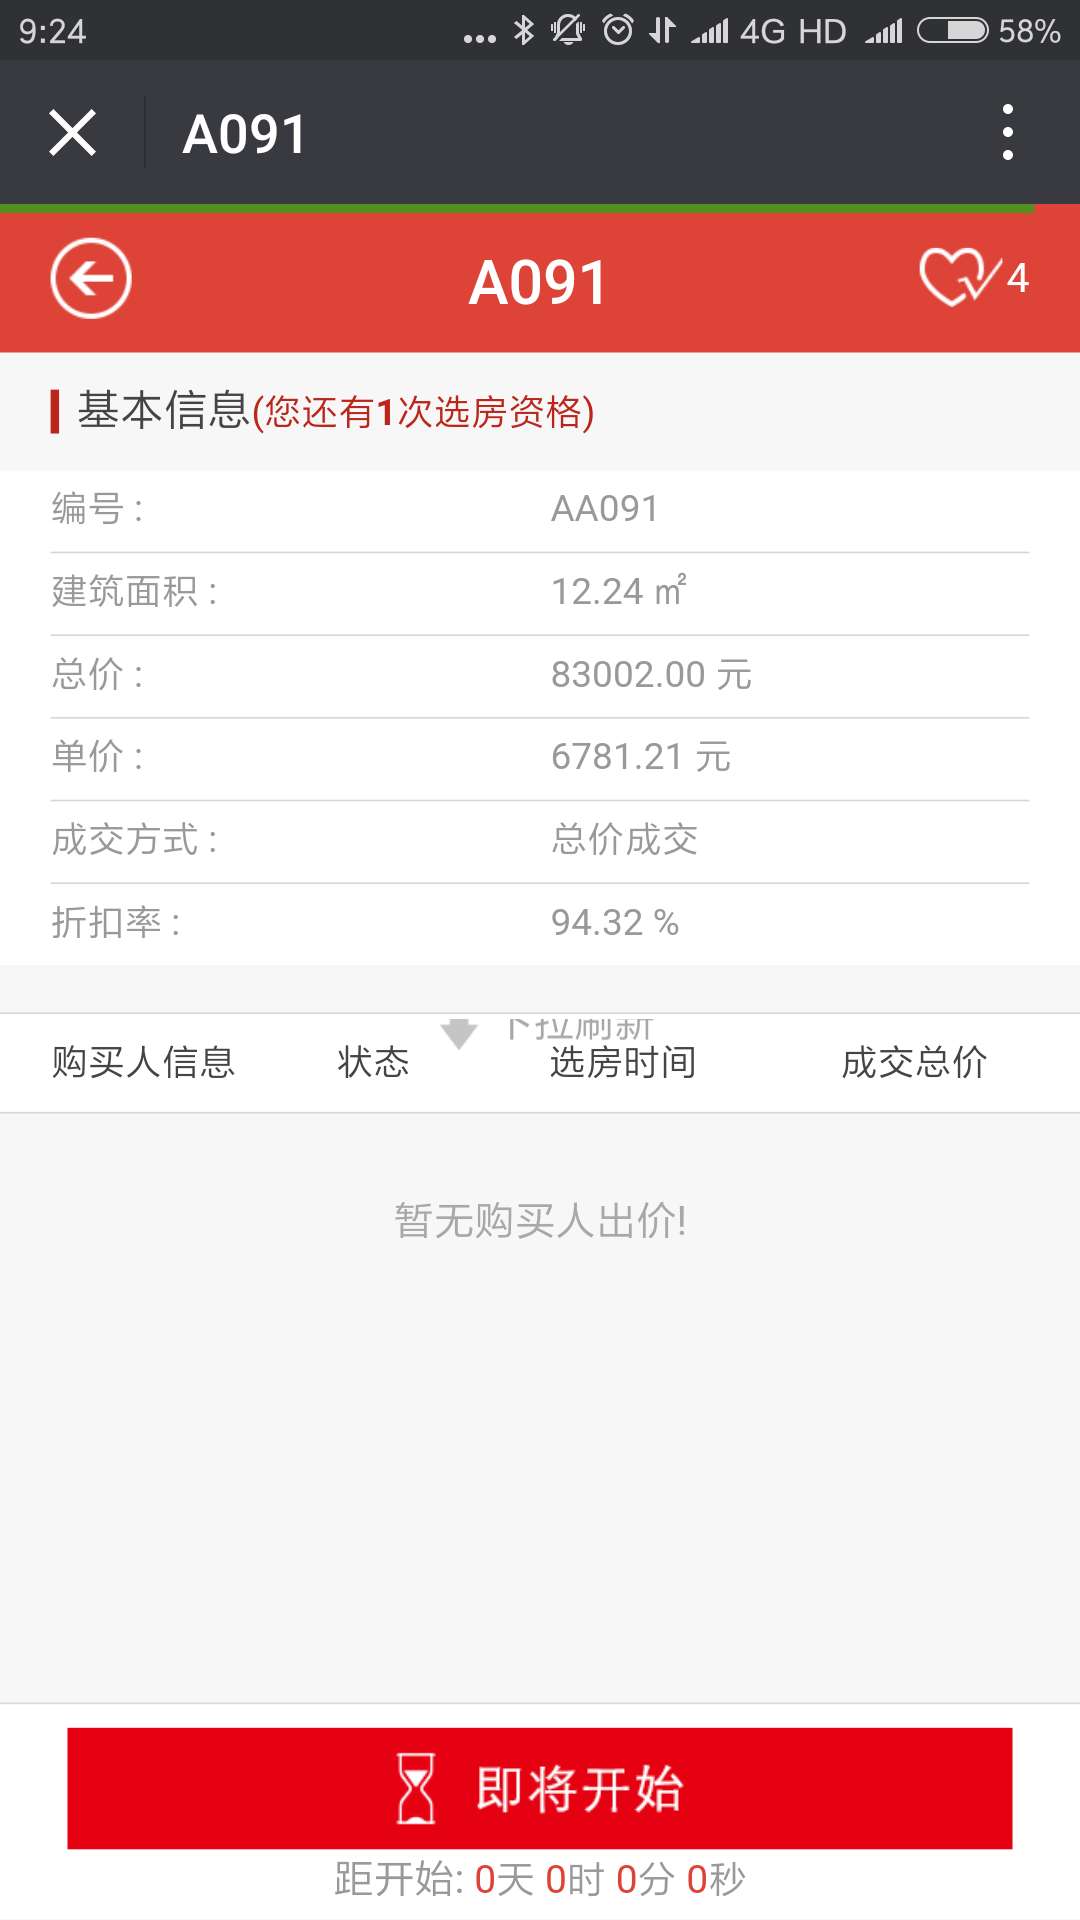 9:24 ... 4G HD 58%
A091
A091 4
基本信息(您还有1次选房资格)
编号 : AA091
建筑面积 : 12.24 ㎡
总价 : 83002.00 元
单价 : 6781.21 元
成交方式 : 总价成交
折扣率 : 94.32 %
下拉刷新
购买人信息 状态 选房时间 成交总价
暂无购买人出价!
即将开始
距开始: 0天 0时 0分 0秒